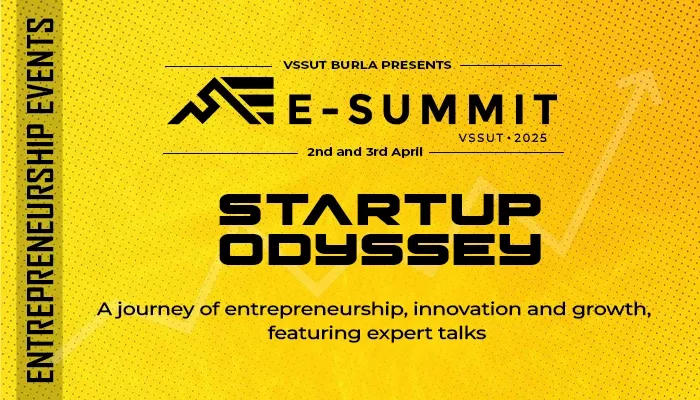 ENTREPRENEURSHIP EVENTS
VSSUT BURLA PRESENTS
E-SUMMIT
VSSUT • 2025
2nd and 3rd April
STARTUP
ODYSSEY
A journey of entrepreneurship, innovation and growth,
featuring expert talks